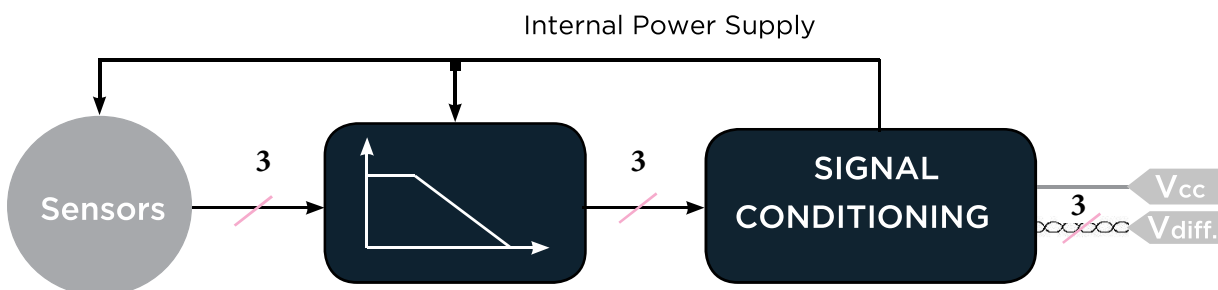 Internal Power Supply
Sensors
3
3
SIGNAL
CONDITIONING
Vcc
3
Vdiff.